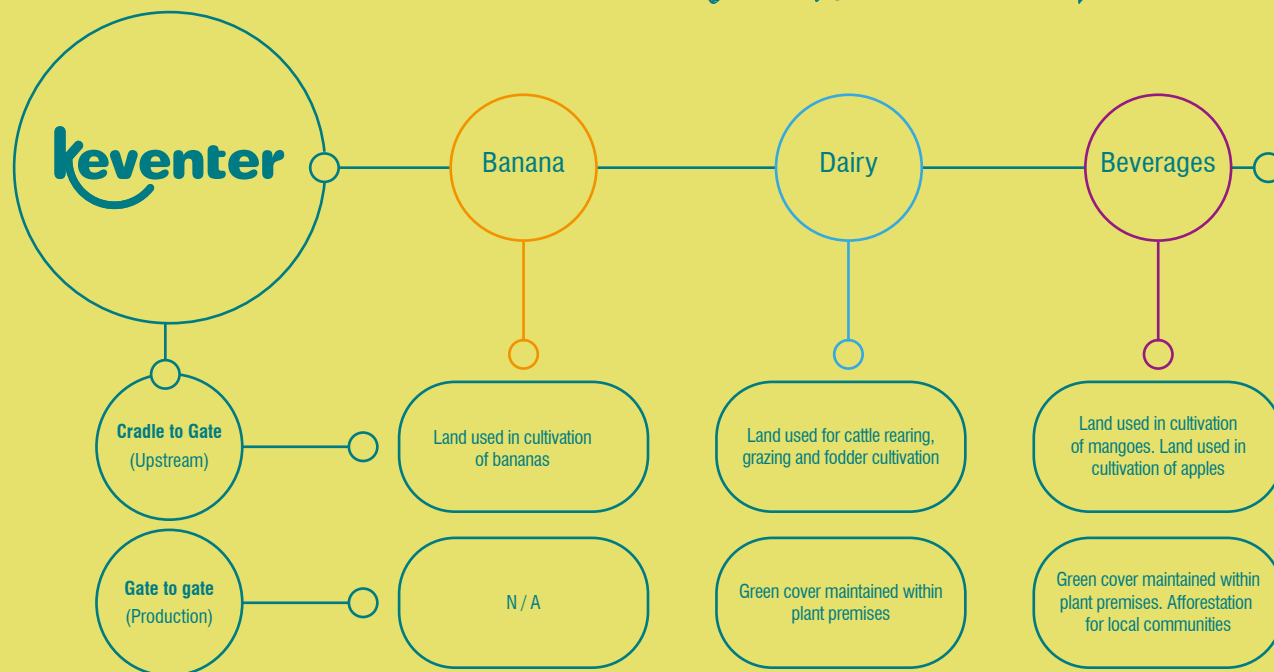 keventer
Banana
Dairy
Beverages
Cradle to Gate
(Upstream)
Land used in cultivation
of bananas
Land used for cattle rearing,
grazing and fodder cultivation
Land used in cultivation
of mangoes. Land used in
cultivation of apples
Gate to gate
(Production)
N / A
Green cover maintained within
plant premises
Green cover maintained within
plant premises. Afforestation
for local communities